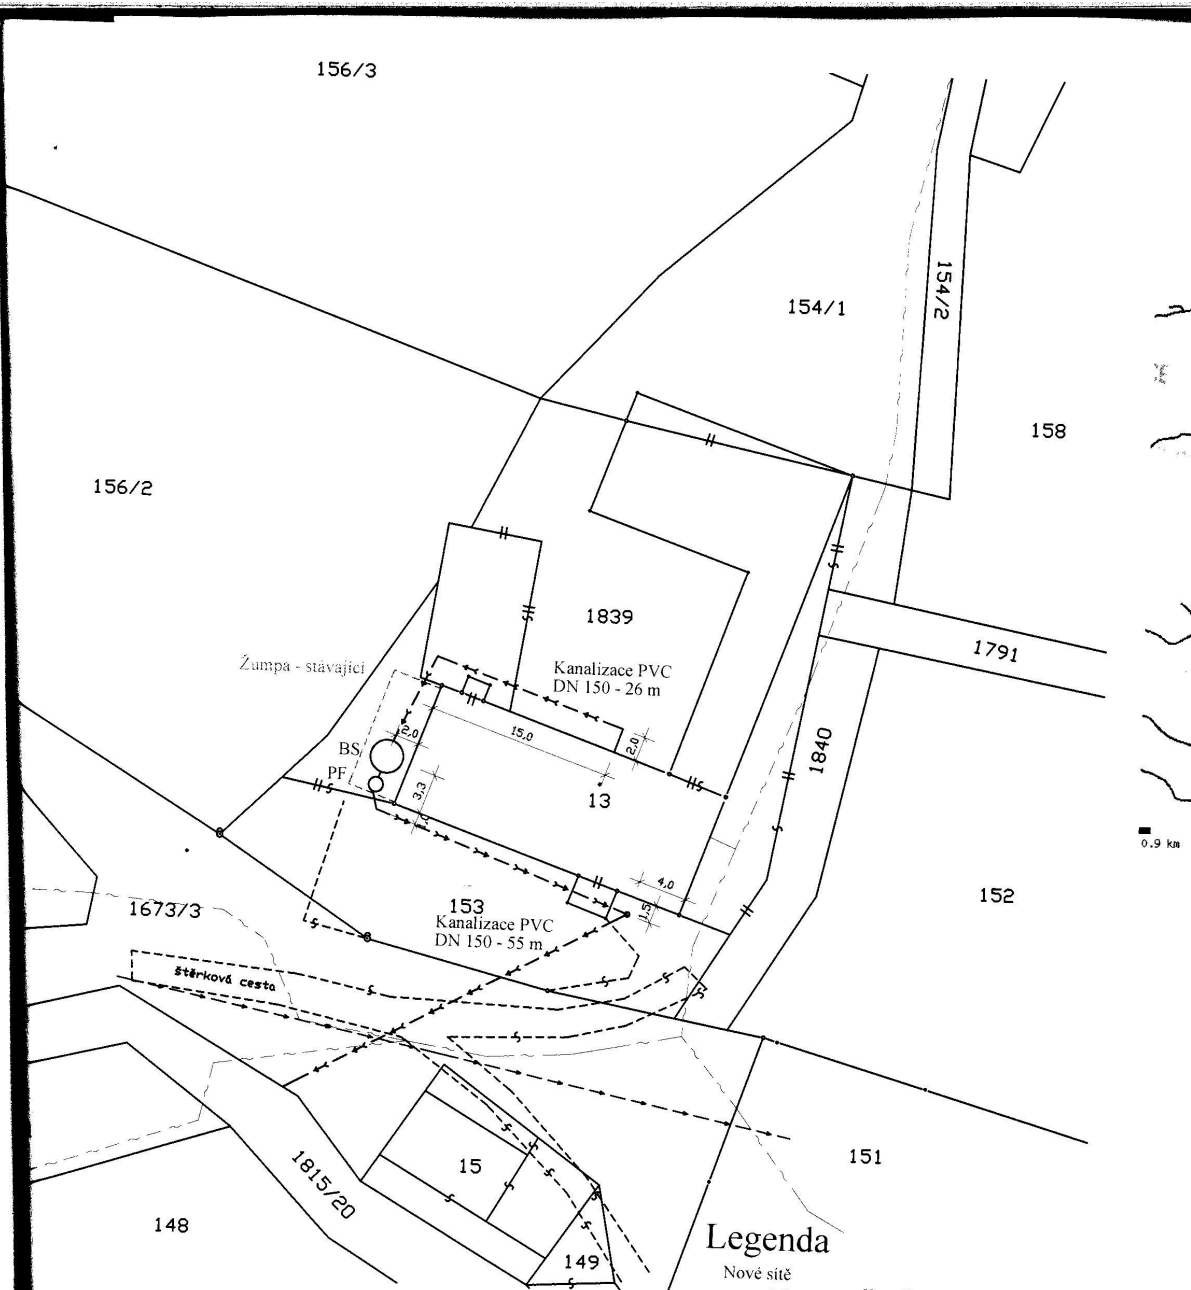 156/3
154/1
154/2
158
156/2
1839
1791
Žumpa - stávající
Kanalizace PVC
DN 150 - 26 m
15,0
2,0
2,0
BS
PF
3,3
13
1840
0.9 km
4,0
1,5
152
1673/3
153
Kanalizace PVC
DN 150 - 55 m
štěrková cesta
151
15
1815/20
148
149
Legenda
Nové sítě